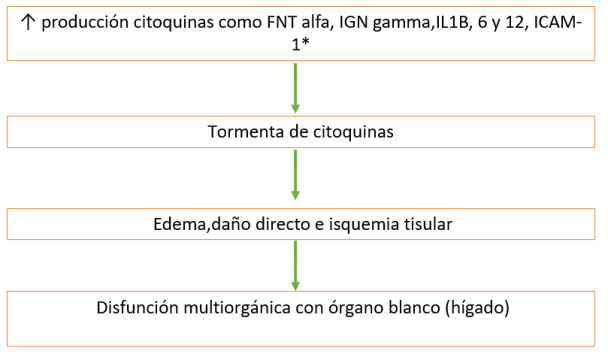 ↑ producción citoquinas como FNT alfa, IGN gamma,IL1B, 6 y 12, ICAM-
1*
Tormenta de citoquinas
Edema,daño directo e isquemia tisular
Disfunción multiorgánica con órgano blanco (hígado)